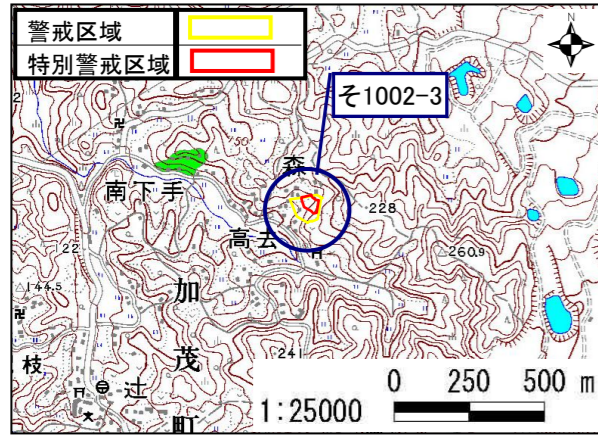 警戒区域
特別警戒区域
N
そ1002-3
森
南下手
228
高去
22
260.9
144.5
加
茂
町
241
枝
辻
0 250 500 m
1:25000